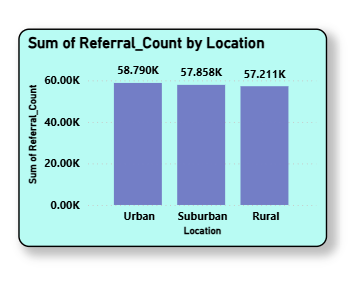 Sum of Referral_Count by Location
58.790K
57.858K
57.211K
60.00K
40.00K
20.00K
0.00K
Sum of Referral_Count
Urban
Suburban
Rural
Location